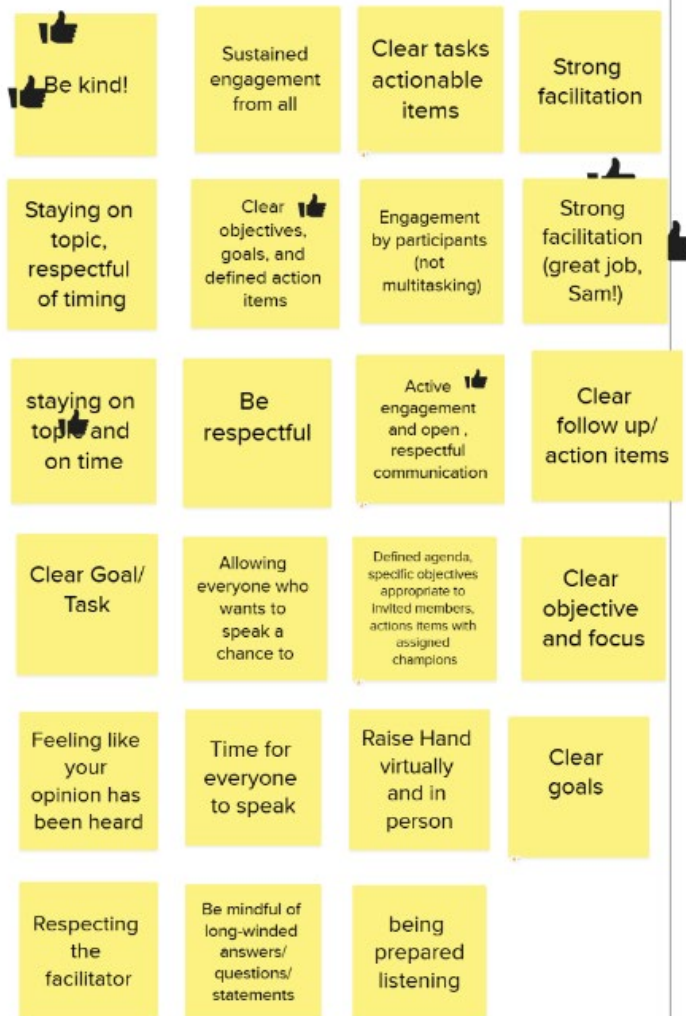 Be kind!
Sustained
engagement
from all
Clear tasks
actionable
items
Strong
facilitation
Staying on
topic,
respectful
of timing
Clear
objectives,
goals, and
defined action
items
Engagement
by participants
(not
multitasking)
Strong
facilitation
(great job,
Sam!)
staying on
topic and
on time
Be
respectful
Active
engagement
and open ,
respectful
communication
Clear
follow up/
action items
Clear Goal/
Task
Allowing
everyone who
wants to
speak a
chance to
Defined agenda,
specific objectives
appropriate to
invited members,
actions items with
assigned
champions
Clear
objective
and focus
Feeling like
your
opinion has
been heard
Time for
everyone
to speak
Raise Hand
virtually
and in
person
Clear
goals
Respecting
the
facilitator
Be mindful of
long-winded
answers/
questions/
statements
being
prepared
listening